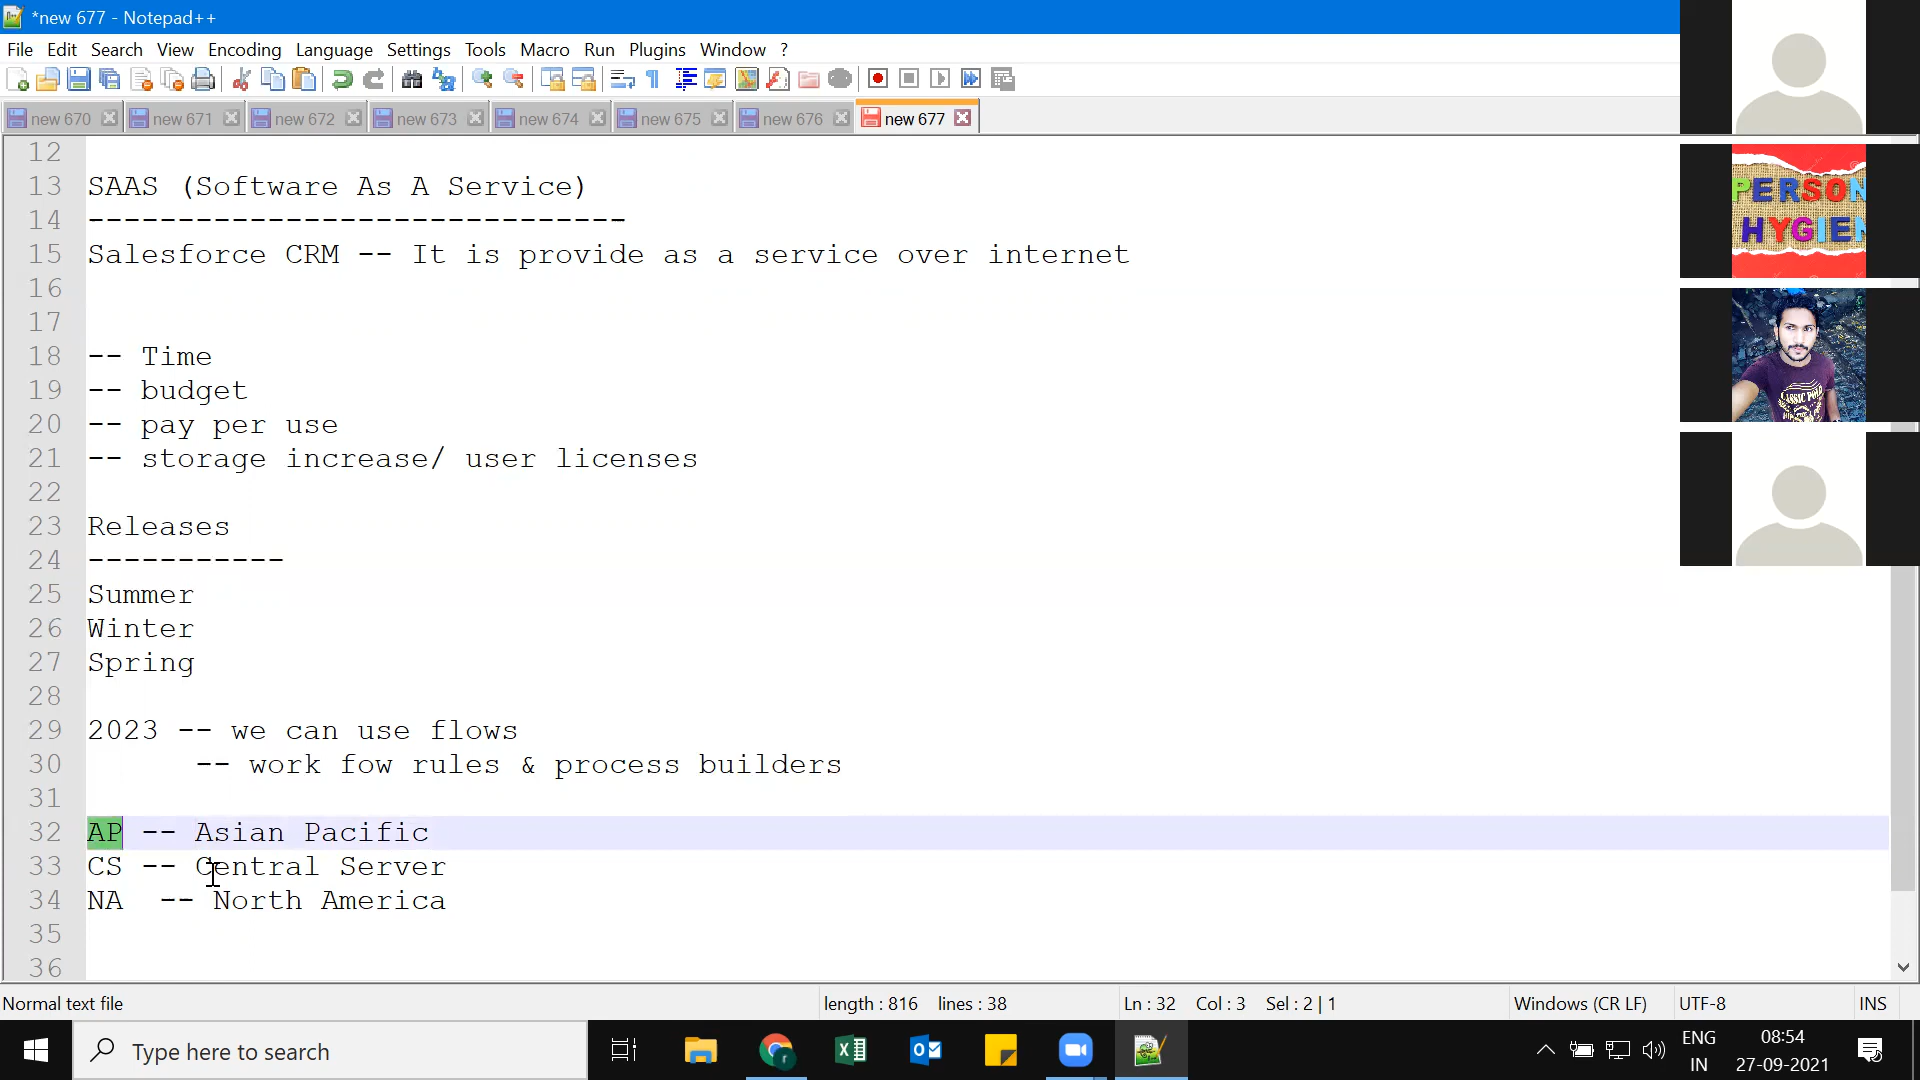 *new 677 - Notepad++
File Edit Search View Encoding Language Settings Tools Macro Run Plugins Window ?
new 670 new 671 new 672 new 673 new 674 new 675 new 676 new 677
12
13 SAAS (Software As A Service)
14 ------------------------------
15 Salesforce CRM -- It is provide as a service over internet
16
17
18 -- Time
19 -- budget
20 -- pay per use
21 -- storage increase/ user licenses
22
23 Releases
24 -----------
25 Summer
26 Winter
27 Spring
28
29 2023 -- we can use flows
30 -- work fow rules & process builders
31
32 AP -- Asian Pacific
33 CS -- Central Server
34 NA -- North America
35
36
Normal text file length : 816 lines : 38 Ln : 32 Col : 3 Sel : 2 | 1 Windows (CR LF) UTF-8 INS
Type here to search
ENG
IN
08:54
27-09-2021
PERSON
HYGIE
CLASSIC POLO